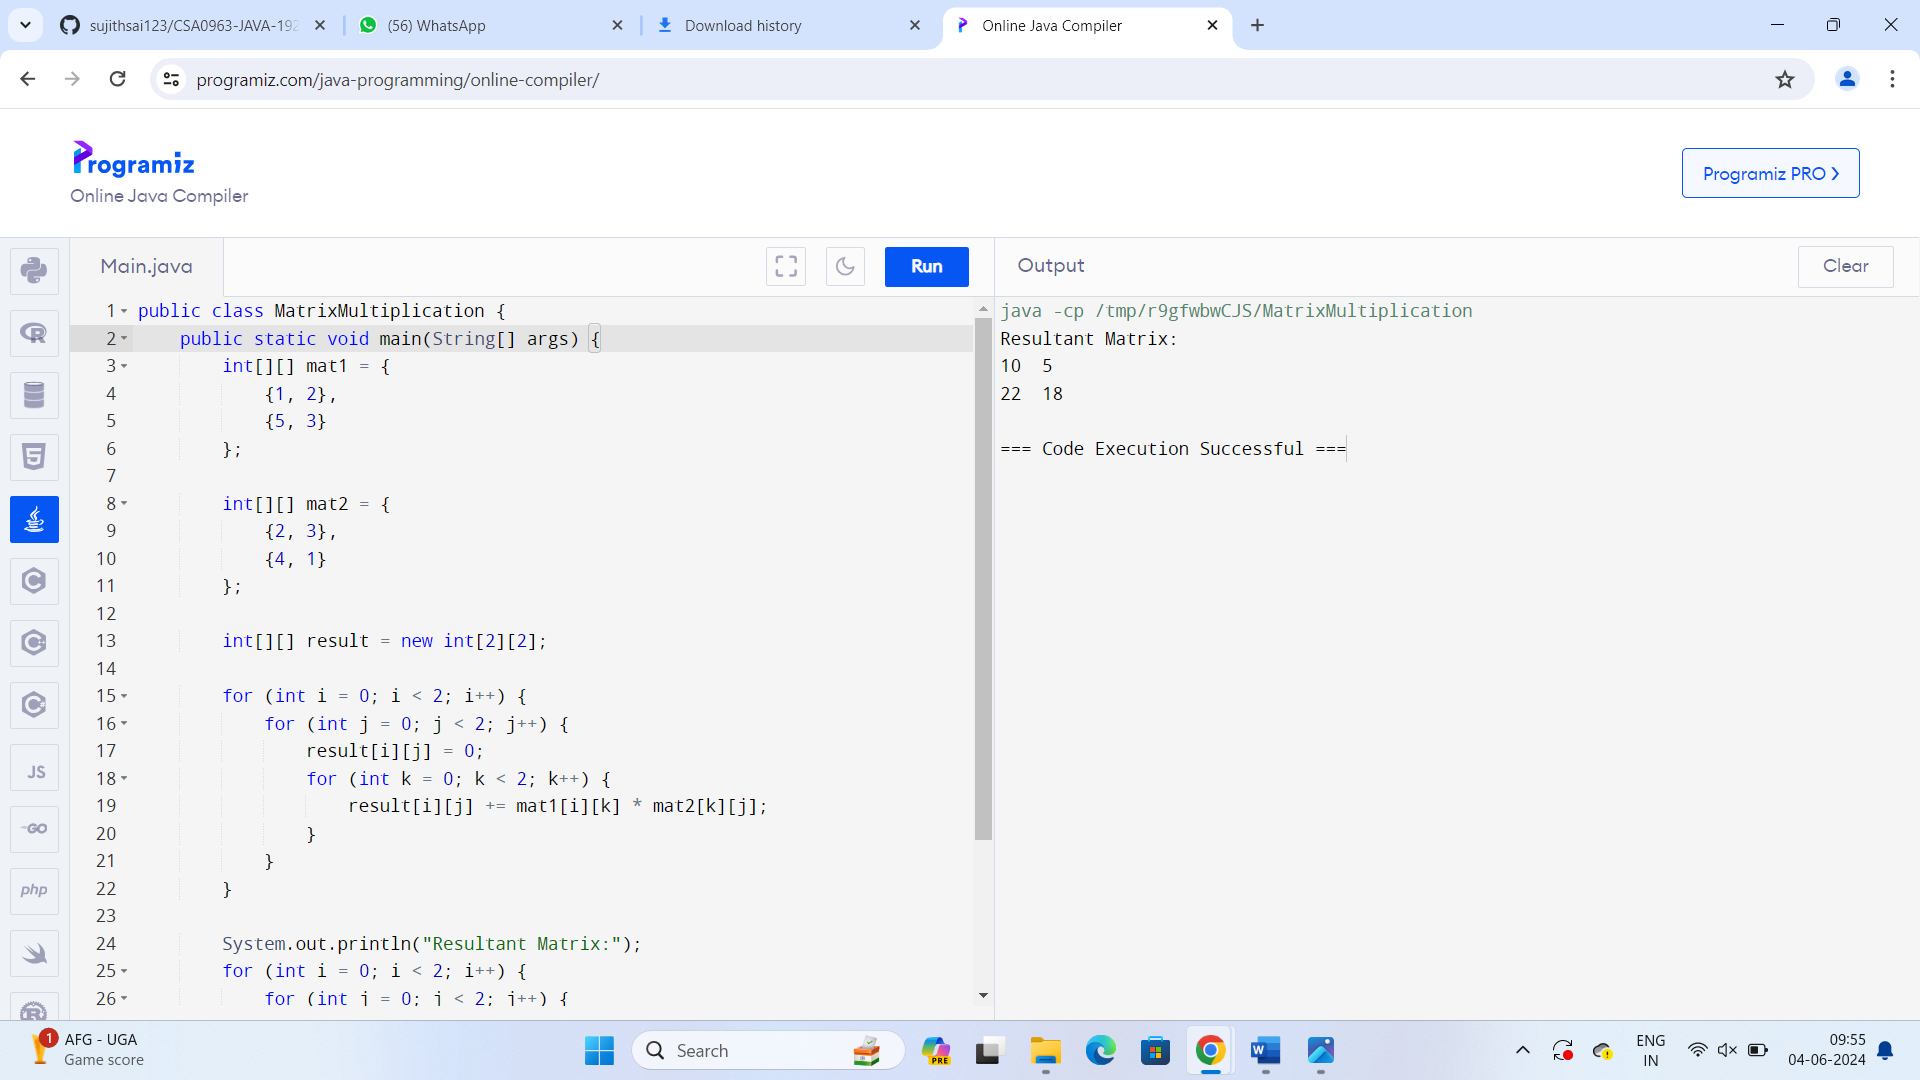 sujithsai123/CSA0963-JAVA-192
(56) WhatsApp
Download history
Online Java Compiler
programiz.com/java-programming/online-compiler/
Programiz
Online Java Compiler
Programiz PRO
Main.java
Run
Output
Clear
1 public class MatrixMultiplication {
2 public static void main(String[] args) {
3 int[][] mat1 = {
4 {1, 2},
5 {5, 3}
6 };
7
8 int[][] mat2 = {
9 {2, 3},
10 {4, 1}
11 };
12
13 int[][] result = new int[2][2];
14
15 for (int i = 0; i < 2; i++) {
16 for (int j = 0; j < 2; j++) {
17 result[i][j] = 0;
18 for (int k = 0; k < 2; k++) {
19 result[i][j] += mat1[i][k] * mat2[k][j];
20 }
21 }
22 }
23
24 System.out.println("Resultant Matrix:");
25 for (int i = 0; i < 2; i++) {
26 for (int j = 0; j < 2; j++) {
java -cp /tmp/r9gfwbwCJS/MatrixMultiplication
Resultant Matrix:
10 5
22 18
=== Code Execution Successful ===
R
5
C
C
C
JS
GO
php
R
1
AFG - UGA
Game score
Search
PRE
W
ENG
IN
09:55
04-06-2024